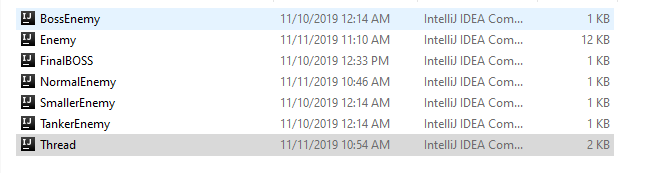 BossEnemy 11/10/2019 12:14 AM IntelliJ IDEA Com... 1 KB
Enemy 11/11/2019 11:10 AM IntelliJ IDEA Com... 12 KB
FinalBOSS 11/10/2019 12:33 PM IntelliJ IDEA Com... 1 KB
NormalEnemy 11/11/2019 10:46 AM IntelliJ IDEA Com... 1 KB
SmallerEnemy 11/10/2019 12:14 AM IntelliJ IDEA Com... 1 KB
TankerEnemy 11/10/2019 12:14 AM IntelliJ IDEA Com... 1 KB
Thread 11/11/2019 10:54 AM IntelliJ IDEA Com... 2 KB